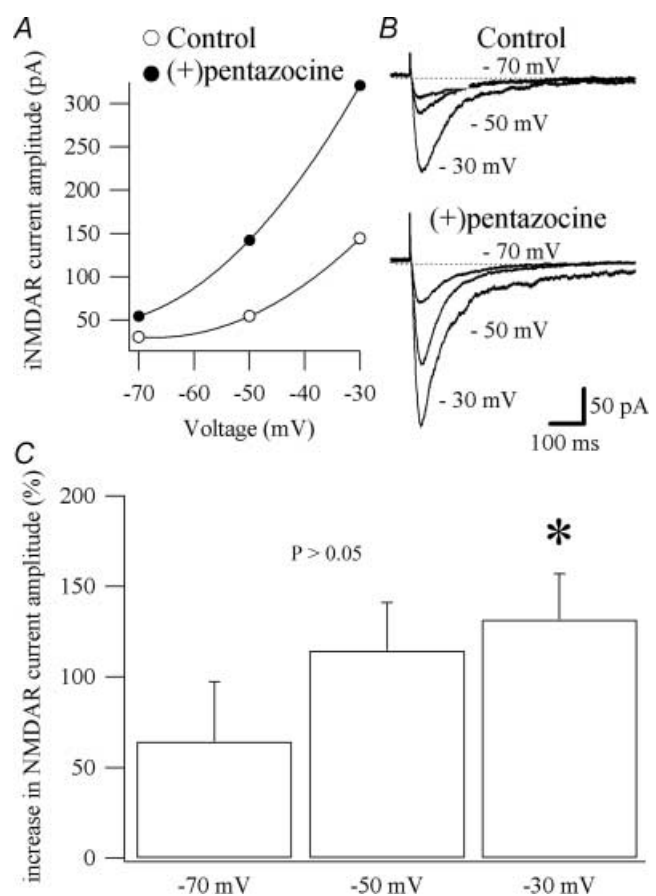 A
○ Control
● (+)pentazocine
iNMDAR current amplitude (pA)
300
250
200
150
100
50
-70 -60 -50 -40 -30
Voltage (mV)
B
Control
- 70 mV
- 50 mV
- 30 mV
(+)pentazocine
- 70 mV
- 50 mV
- 30 mV
50 pA
100 ms
C
increase in NMDAR current amplitude (%)
200
150
100
50
0
P > 0.05
*
-70 mV -50 mV -30 mV